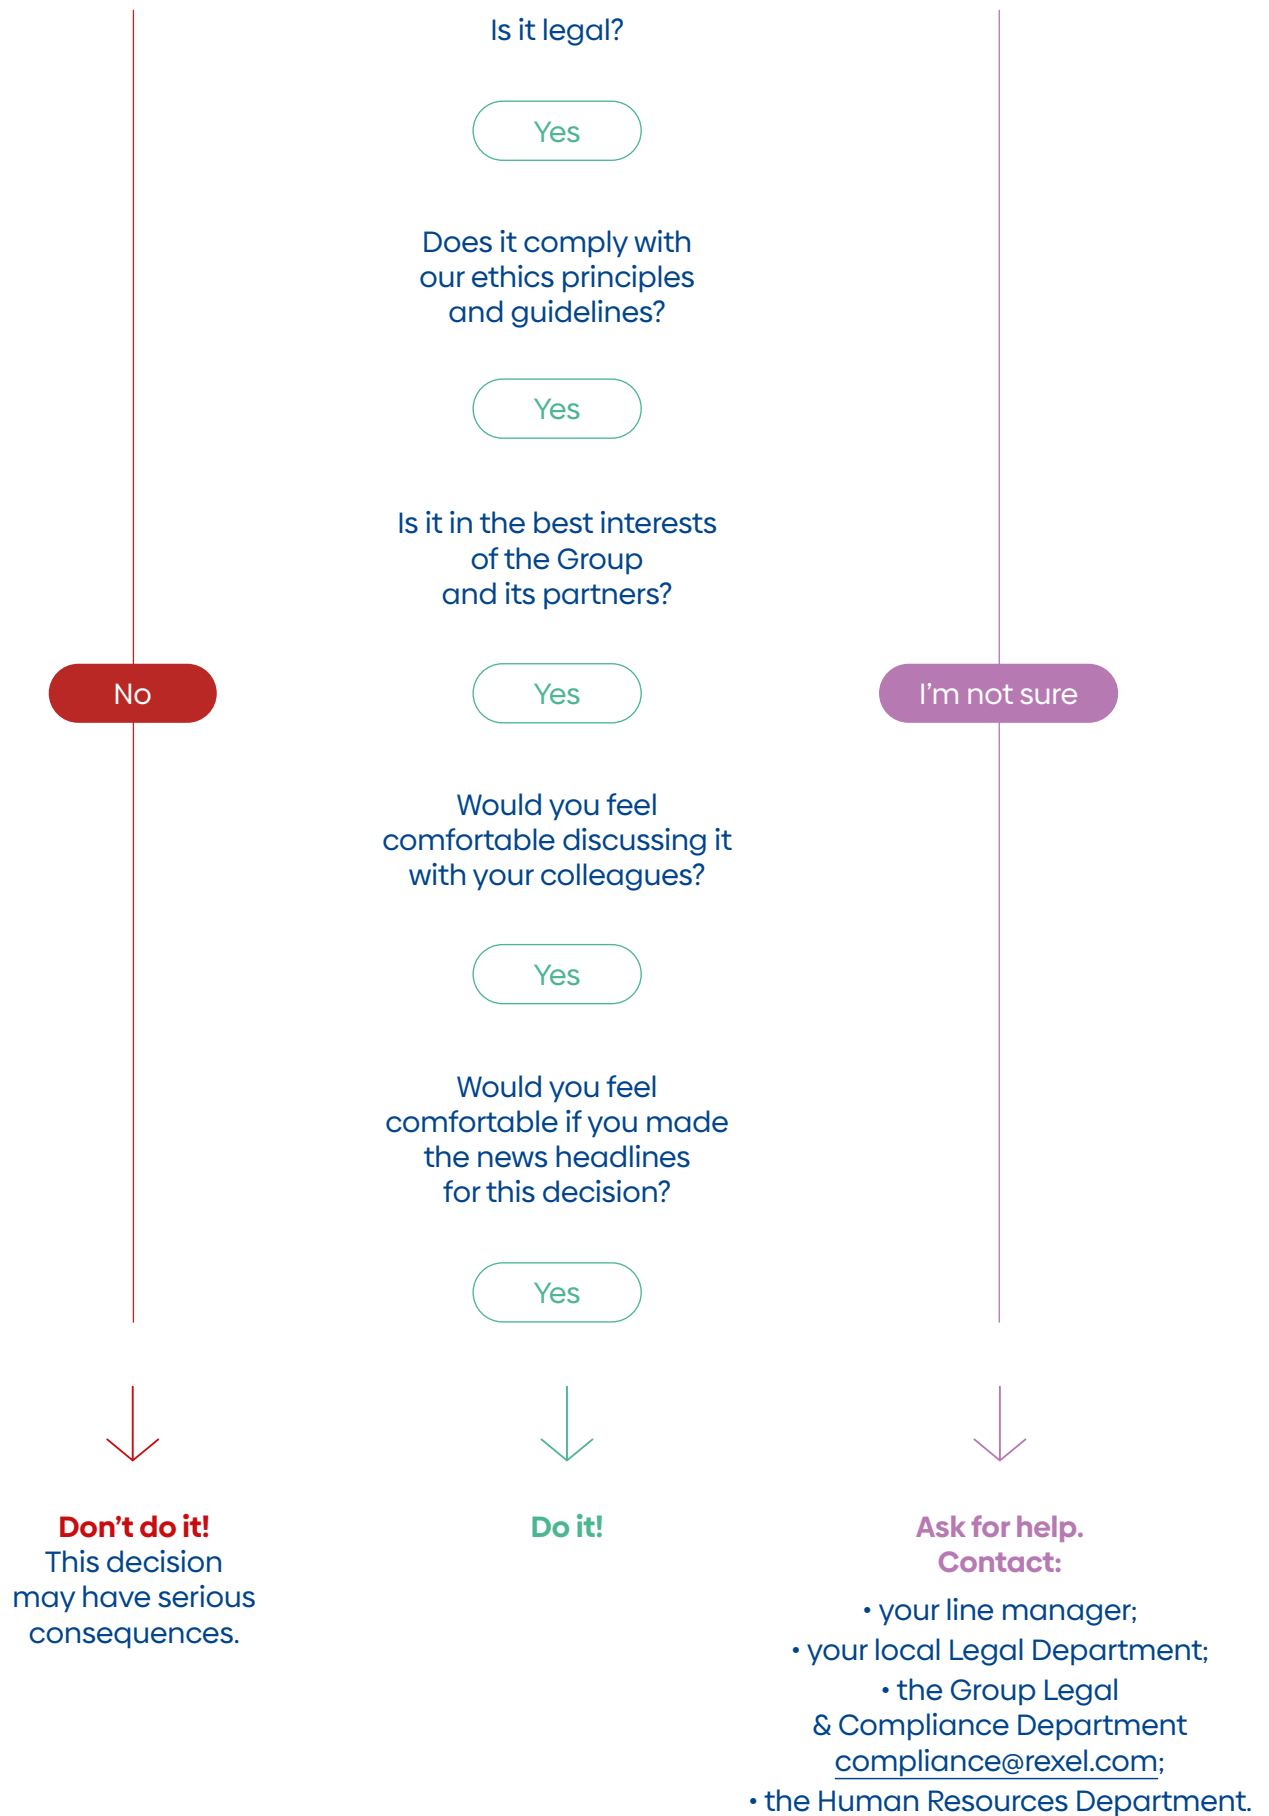 Is it legal?
Yes
Does it comply with
our ethics principles
and guidelines?
Yes
Is it in the best interests
of the Group
and its partners?
No
Yes
I'm not sure
Would you feel
comfortable discussing it
with your colleagues?
Yes
Would you feel
comfortable if you made
the news headlines
for this decision?
Yes
Don't do it!
This decision
may have serious
consequences.
Do it!
Ask for help.
Contact:
• your line manager;
• your local Legal Department;
• the Group Legal
& Compliance Department
compliance@rexel.com;
• the Human Resources Department.